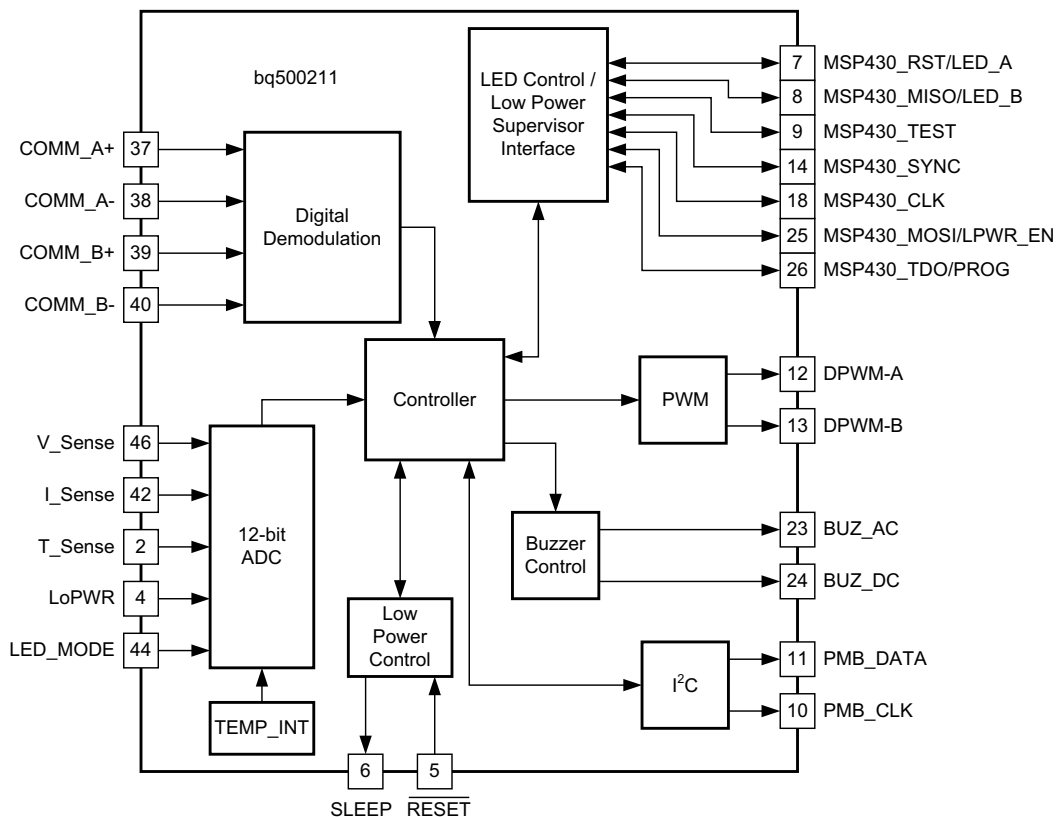 bq500211
COMM_A+ 37
COMM_A- 38
COMM_B+ 39
COMM_B- 40
Digital
Demodulation
LED Control /
Low Power
Supervisor
Interface
7 MSP430_RST/LED_A
8 MSP430_MISO/LED_B
9 MSP430_TEST
14 MSP430_SYNC
18 MSP430_CLK
25 MSP430_MOSI/LPWR_EN
26 MSP430_TDO/PROG
Controller
PWM
12 DPWM-A
13 DPWM-B
V_Sense 46
I_Sense 42
T_Sense 2
LoPWR 4
LED_MODE 44
12-bit
ADC
TEMP_INT
Buzzer
Control
23 BUZ_AC
24 BUZ_DC
Low
Power
Control
I²C
11 PMB_DATA
10 PMB_CLK
6
SLEEP
5
RESET